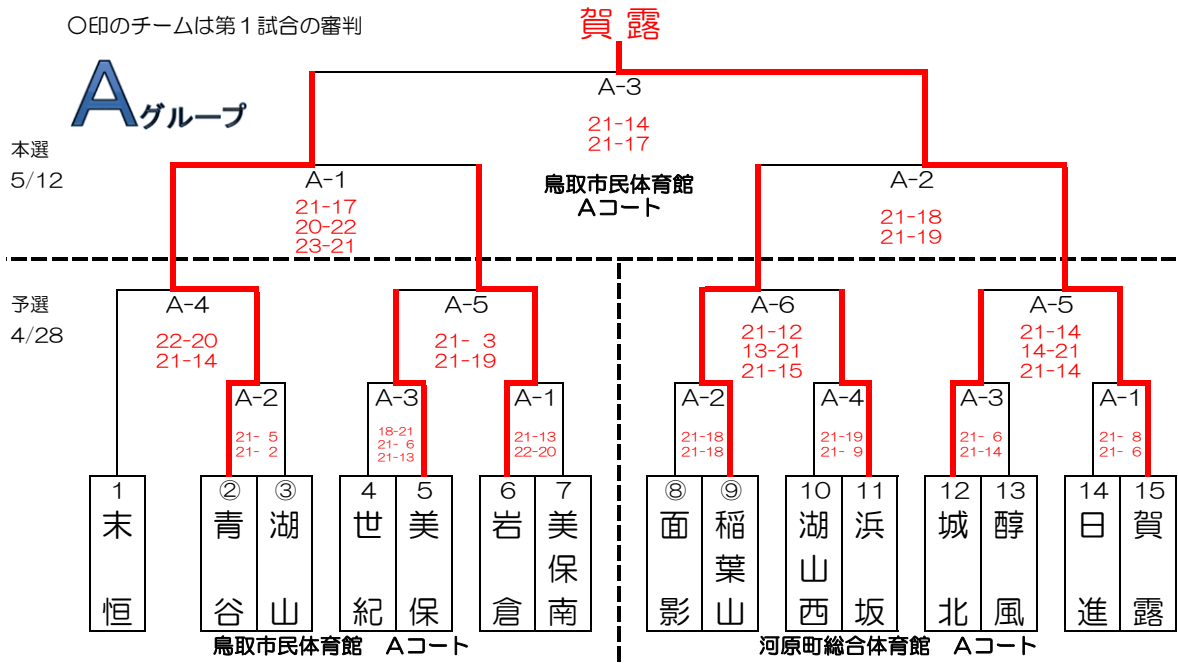 〇印のチームは第１試合の審判
賀露
Aグループ
A-3
21-14
21-17
本選
5/12
鳥取市民体育館
Aコート
A-1
21-17
20-22
23-21
A-2
21-18
21-19
予選
4/28
A-4
22-20
21-14
A-5
21- 3
21-19
A-6
21-12
13-21
21-15
A-5
21-14
14-21
21-14
A-2
21- 5
21- 2
A-3
18-21
21- 6
21-13
A-1
21-13
22-20
A-2
21-18
21-18
A-4
21-19
21- 9
A-3
21- 6
21-14
A-1
21- 8
21- 6
1 末恒
② 青谷
③ 湖山
4 世紀
5 美保
6 岩倉
7 美保南
⑧ 面影
⑨ 稲葉山
10 湖山西
11 浜坂
12 城北
13 醇風
14 日進
15 賀露
鳥取市民体育館　Aコート
河原町総合体育館　Aコート